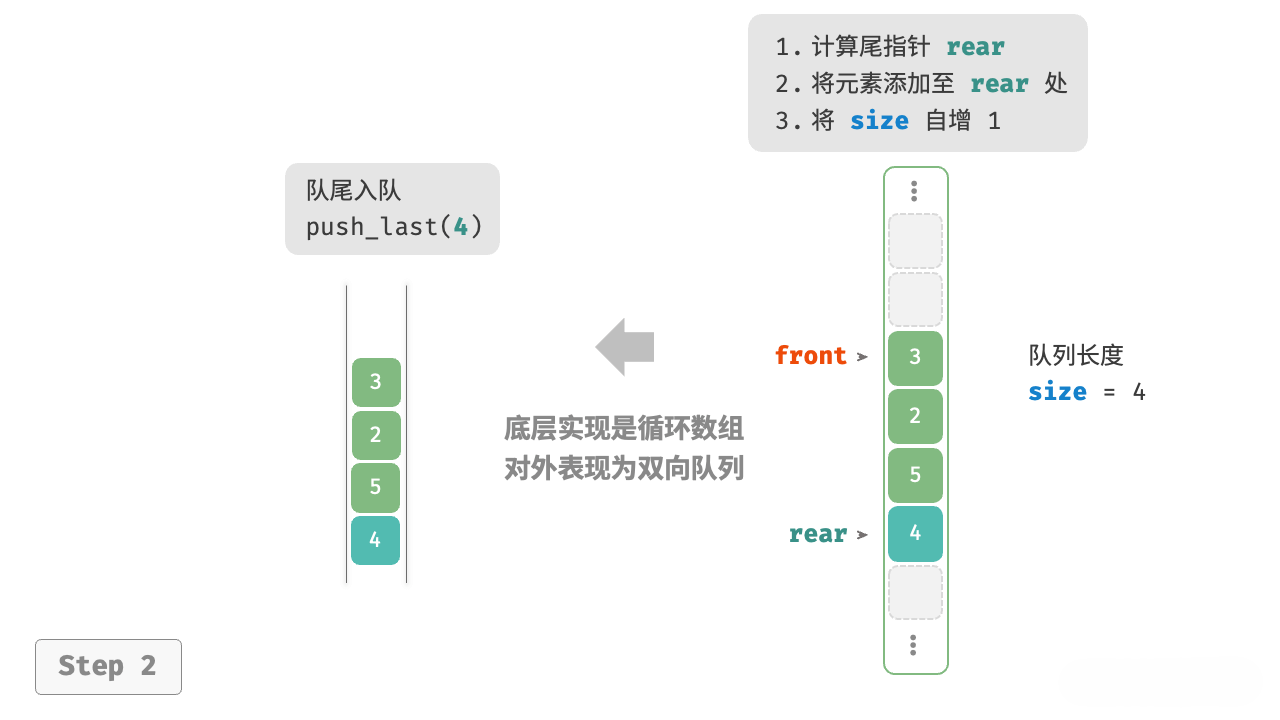 1. 计算尾指针 rear
2. 将元素添加至 rear 处
3. 将 size 自增 1
队尾入队
push_last(4)
3
2
5
4
底层实现是循环数组
对外表现为双向队列
front
3
2
5
rear
4
队列长度
size = 4
Step 2